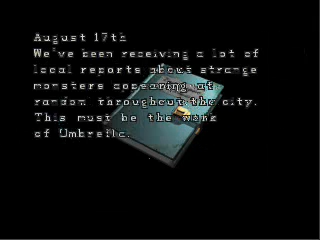 August 17th
We've been receiving a lot of
local reports about strange
monsters appearing at
random throughout the city.
This must be the work
of Umbrella.